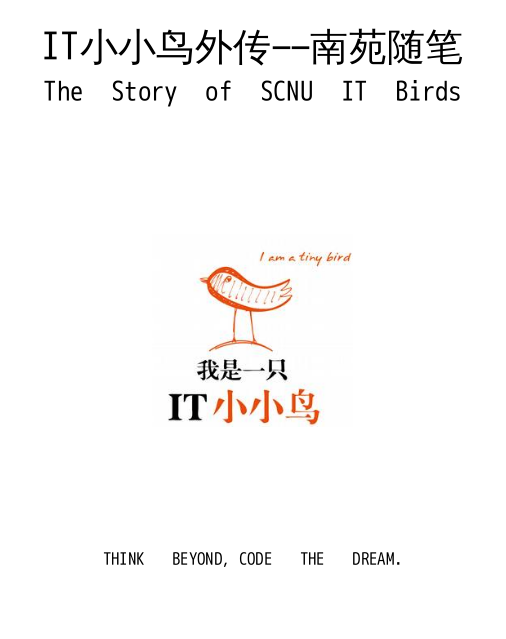 IT小小鸟外传——南苑随笔
The Story of SCNU IT Birds
I am a tiny bird
我是一只
IT小小鸟
THINK BEYOND, CODE THE DREAM.